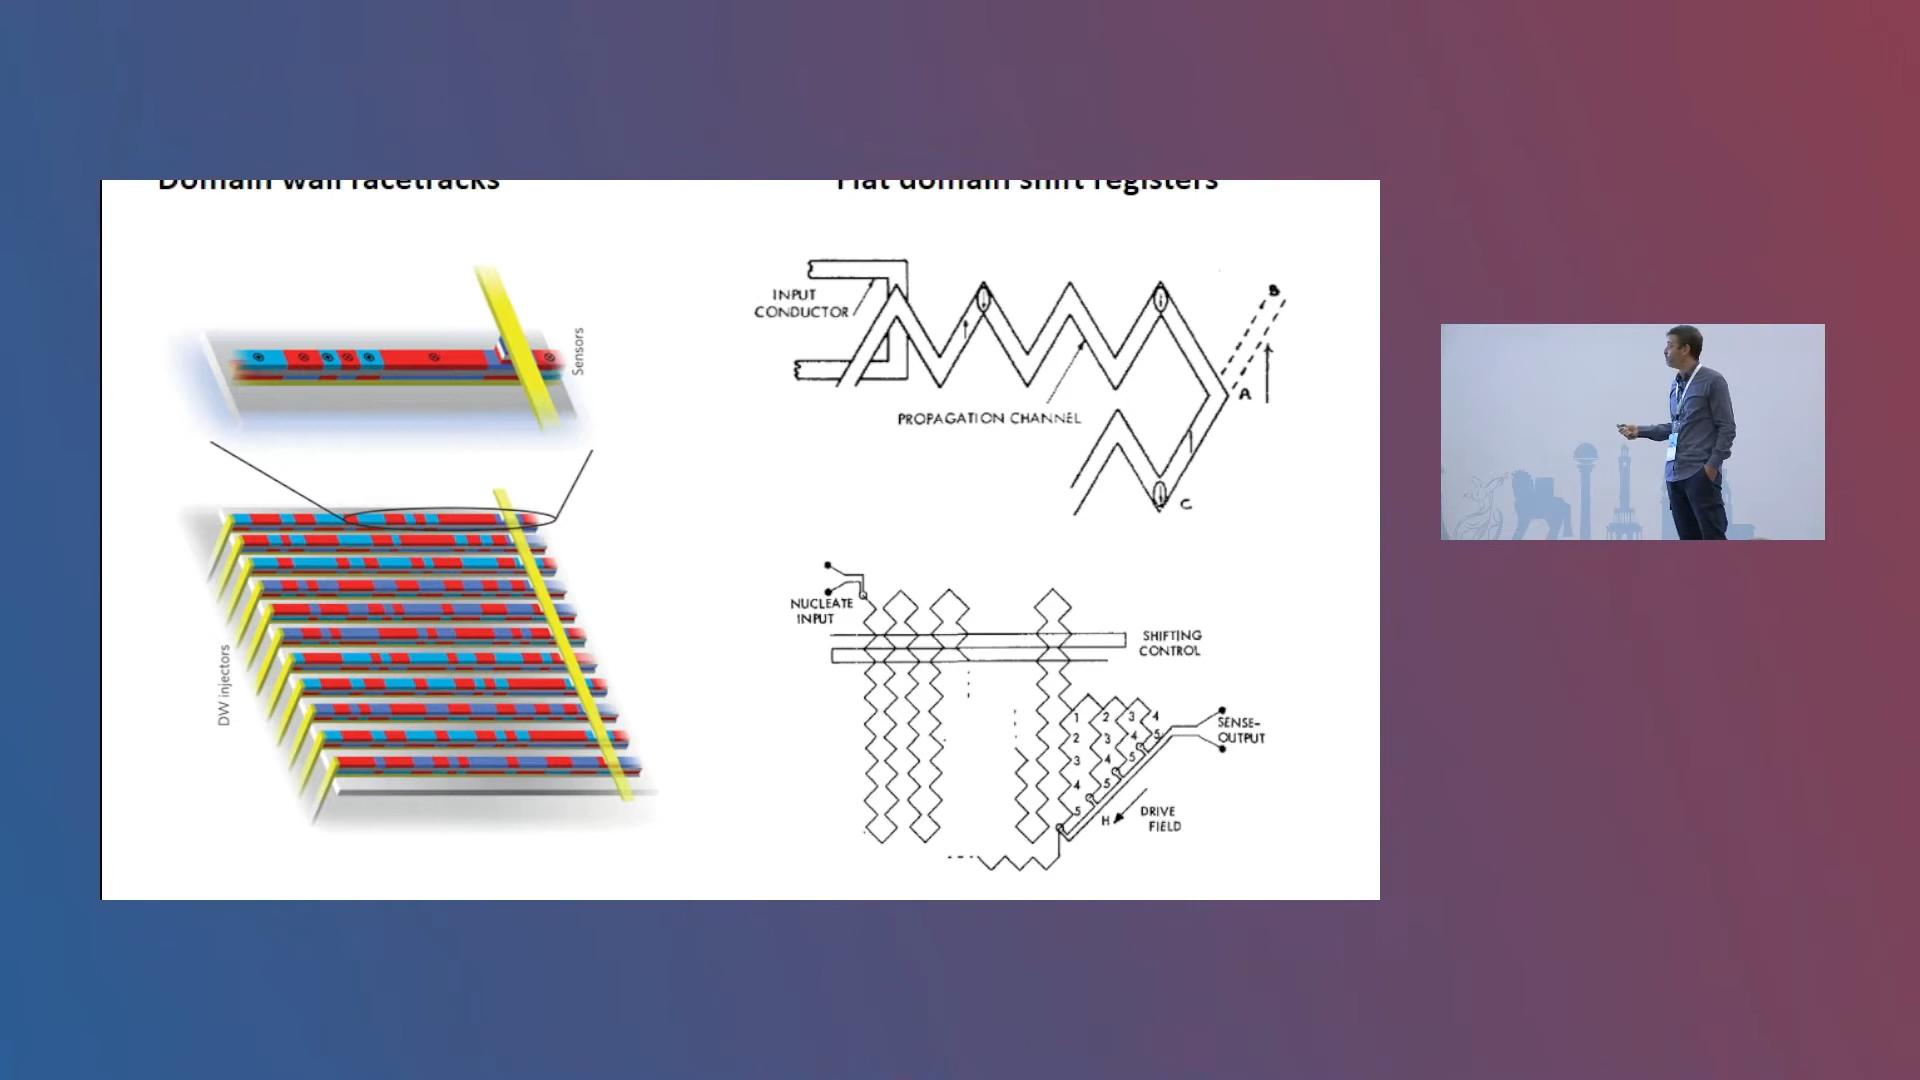 Domain wall racetracks
Flat domain shift registers
Sensors
DW injectors
INPUT
CONDUCTOR
PROPAGATION CHANNEL
B
A
C
NUCLEATE
INPUT
SHIFTING
CONTROL
1 2 3 4
2 3 4 5
3 4 5
4 5
5
SENSE-
OUTPUT
H
DRIVE
FIELD